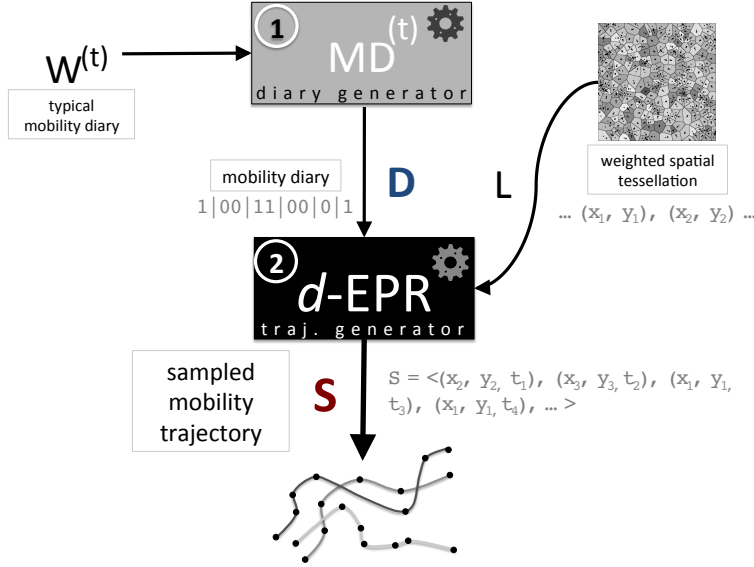 W(t)
typical
mobility diary
1
MD(t)
diary generator
weighted spatial
tessellation
… (x1, y1), (x2, y2) …
mobility diary
1|00|11|00|0|1
D
L
2
d-EPR
traj. generator
sampled
mobility
trajectory
S
S = <(x2, y2, t1), (x3, y3, t2), (x1, y1,
t3), (x1, y1, t4), … >